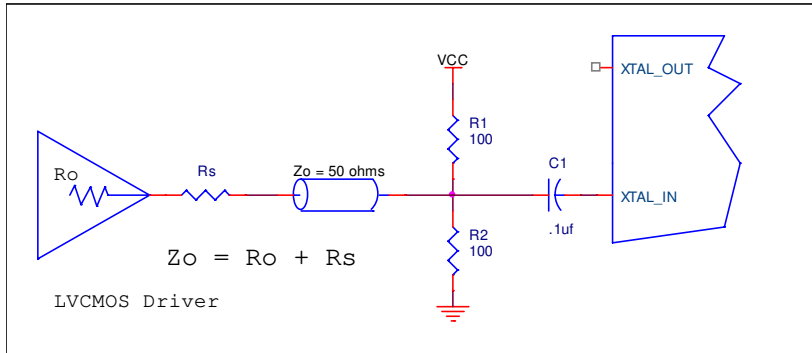 VCC
XTAL_OUT
R1
100
Ro
Rs
Zo = 50 ohms
C1
XTAL_IN
.1uf
R2
100
Zo = Ro + Rs
LVCMOS Driver